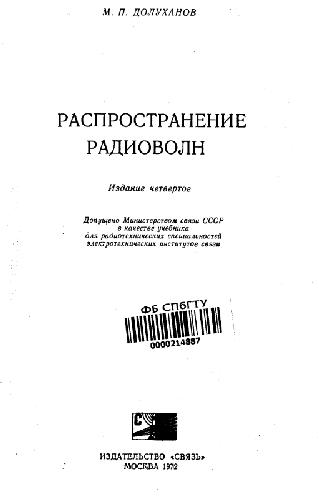 М. П. ДОЛУХАНОВ
РАСПРОСТРАНЕНИЕ
РАДИОВОЛН
Издание четвертое
Допущено Министерством связи СССР
в качестве учебника
для радиотехнических специальностей
электротехнических институтов связи
ФБ СПбГТУ
0000214887
ИЗДАТЕЛЬСТВО «СВЯЗЬ»
МОСКВА 1972